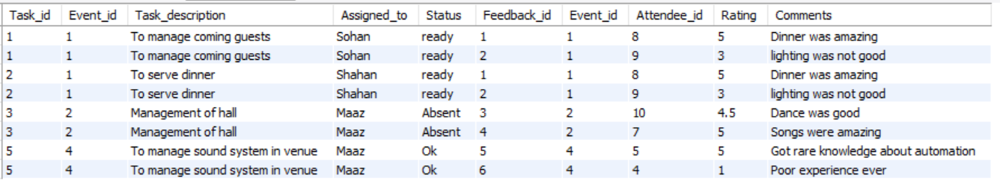 Task_id Event_id Task_description Assigned_to Status Feedback_id Event_id Attendee_id Rating Comments
1 1 To manage coming guests Sohan ready 1 1 8 5 Dinner was amazing
1 1 To manage coming guests Sohan ready 2 1 9 3 lighting was not good
2 1 To serve dinner Shahan ready 1 1 8 5 Dinner was amazing
2 1 To serve dinner Shahan ready 2 1 9 3 lighting was not good
3 2 Management of hall Maaz Absent 3 2 10 4.5 Dance was good
3 2 Management of hall Maaz Absent 4 2 7 5 Songs were amazing
5 4 To manage sound system in venue Maaz Ok 5 4 5 5 Got rare knowledge about automation
5 4 To manage sound system in venue Maaz Ok 6 4 4 1 Poor experience ever